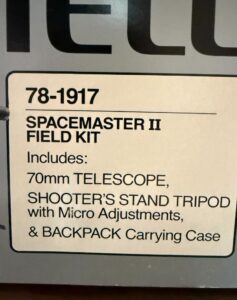 78-1917
SPACEMASTER II
FIELD KIT
Includes:
70mm TELESCOPE,
SHOOTER'S STAND TRIPOD
with Micro Adjustments,
& BACKPACK Carrying Case